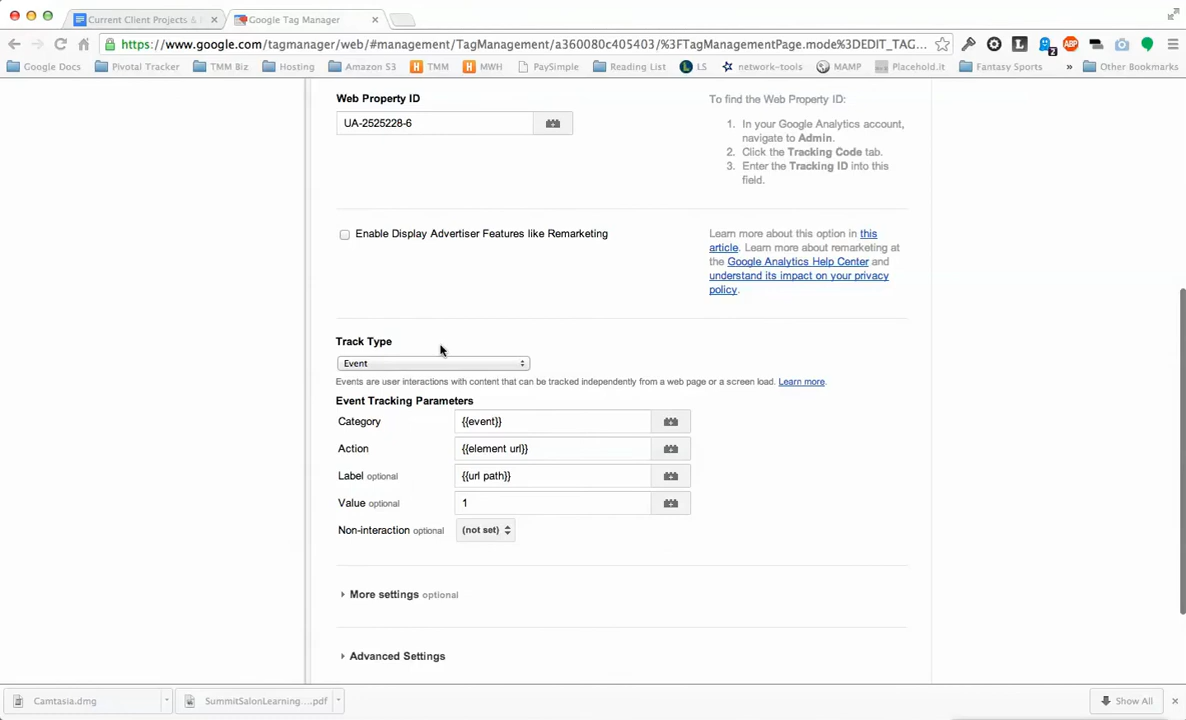 Current Client Projects &
Google Tag Manager
https://www.google.com/tagmanager/web/#management/TagManagement/a360080c405403/%3FTagManagementPage.mode%3DEDIT_TAG...
Google Docs
Pivotal Tracker
TMM Biz
Hosting
Amazon S3
TMM
MWH
PaySimple
Reading List
LS
network-tools
MAMP
Placehold.it
Fantasy Sports
»
Other Bookmarks
Web Property ID
UA-2525228-6
To find the Web Property ID:
1. In your Google Analytics account,
navigate to Admin.
2. Click the Tracking Code tab.
3. Enter the Tracking ID into this
field.
Enable Display Advertiser Features like Remarketing
Learn more about this option in this
article. Learn more about remarketing at
the Google Analytics Help Center and
understand its impact on your privacy
policy.
Track Type
Event
Events are user interactions with content that can be tracked independently from a web page or a screen load. Learn more.
Event Tracking Parameters
Category {{event}}
Action {{element url}}
Label optional {{url path}}
Value optional 1
Non-interaction optional (not set)
More settings optional
Advanced Settings
Camtasia.dmg
SummitSalonLearning....pdf
Show All